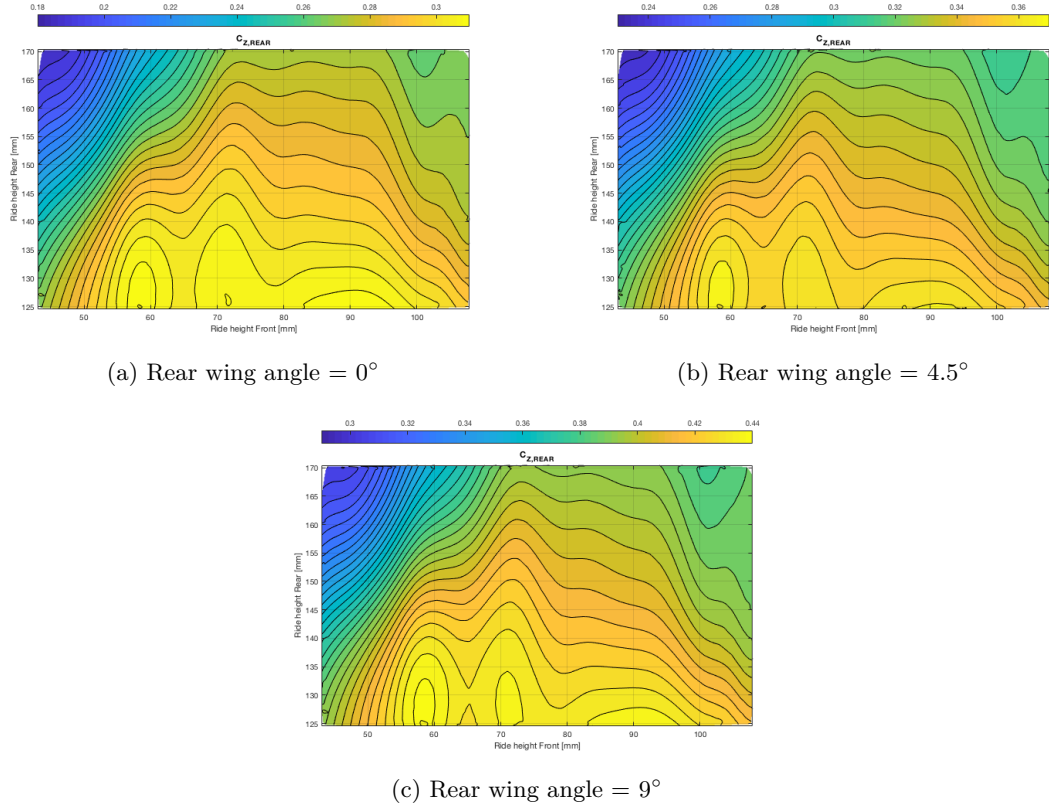 0.18 0.2 0.22 0.24 0.26 0.28 0.3
C_Z,REAR
Ride height Rear [mm]
170
165
160
155
150
145
140
135
130
125
50 60 70 80 90 100
Ride height Front [mm]
(a) Rear wing angle = 0°
0.24 0.26 0.28 0.3 0.32 0.34 0.36
C_Z,REAR
Ride height Rear [mm]
170
165
160
155
150
145
140
135
130
125
50 60 70 80 90 100
Ride height Front [mm]
(b) Rear wing angle = 4.5°
0.3 0.32 0.34 0.36 0.38 0.4 0.42 0.44
C_Z,REAR
Ride height Rear [mm]
170
165
160
155
150
145
140
135
130
125
50 60 70 80 90 100
Ride height Front [mm]
(c) Rear wing angle = 9°